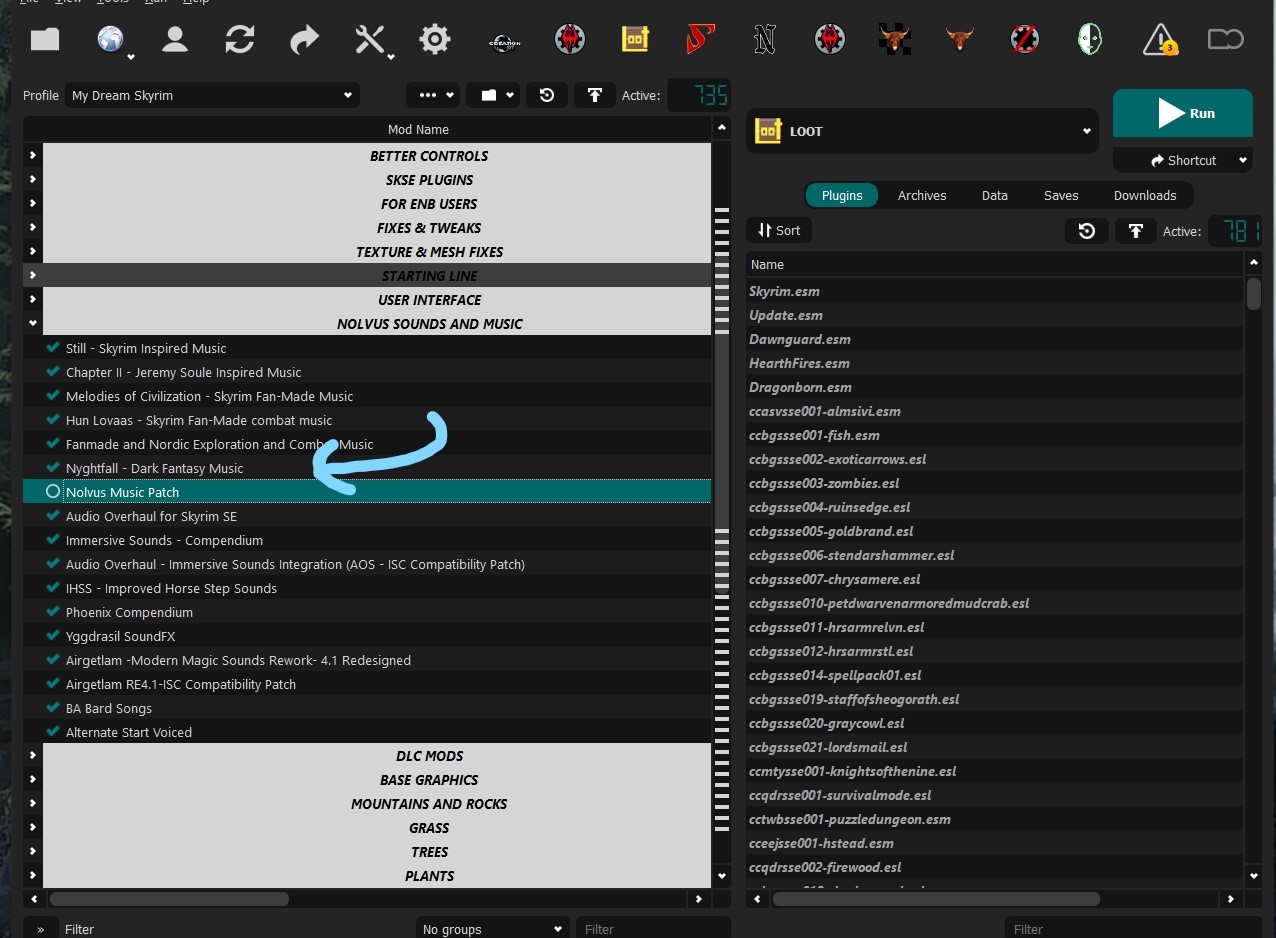 File View Tools Run Help
CREATION
3
Profile My Dream Skyrim Active: 735
Mod Name
BETTER CONTROLS
SKSE PLUGINS
FOR ENB USERS
FIXES & TWEAKS
TEXTURE & MESH FIXES
STARTING LINE
USER INTERFACE
NOLVUS SOUNDS AND MUSIC
Still - Skyrim Inspired Music
Chapter II - Jeremy Soule Inspired Music
Melodies of Civilization - Skyrim Fan-Made Music
Hun Lovaas - Skyrim Fan-Made combat music
Fanmade and Nordic Exploration and Combat Music
Nyghtfall - Dark Fantasy Music
Nolvus Music Patch
Audio Overhaul for Skyrim SE
Immersive Sounds - Compendium
Audio Overhaul - Immersive Sounds Integration (AOS - ISC Compatibility Patch)
IHSS - Improved Horse Step Sounds
Phoenix Compendium
Yggdrasil SoundFX
Airgetlam -Modern Magic Sounds Rework- 4.1 Redesigned
Airgetlam RE4.1-ISC Compatibility Patch
BA Bard Songs
Alternate Start Voiced
DLC MODS
BASE GRAPHICS
MOUNTAINS AND ROCKS
GRASS
TREES
PLANTS
» Filter No groups Filter
LOOT
Run
Shortcut
Plugins Archives Data Saves Downloads
Sort Active: 781
Name
Skyrim.esm
Update.esm
Dawnguard.esm
HearthFires.esm
Dragonborn.esm
ccasvsse001-almsivi.esm
ccbgssse001-fish.esm
ccbgssse002-exoticarrows.esl
ccbgssse003-zombies.esl
ccbgssse004-ruinsedge.esl
ccbgssse005-goldbrand.esl
ccbgssse006-stendarshammer.esl
ccbgssse007-chrysamere.esl
ccbgssse010-petdwarvenarmoredmudcrab.esl
ccbgssse011-hrsarmrelvn.esl
ccbgssse012-hrsarmrstl.esl
ccbgssse014-spellpack01.esl
ccbgssse019-staffofsheogorath.esl
ccbgssse020-graycowl.esl
ccbgssse021-lordsmail.esl
ccmtysse001-knightsofthenine.esl
ccqdrsse001-survivalmode.esl
cctwbsse001-puzzledungeon.esm
cceejsse001-hstead.esm
ccqdrsse002-firewood.esl
Filter